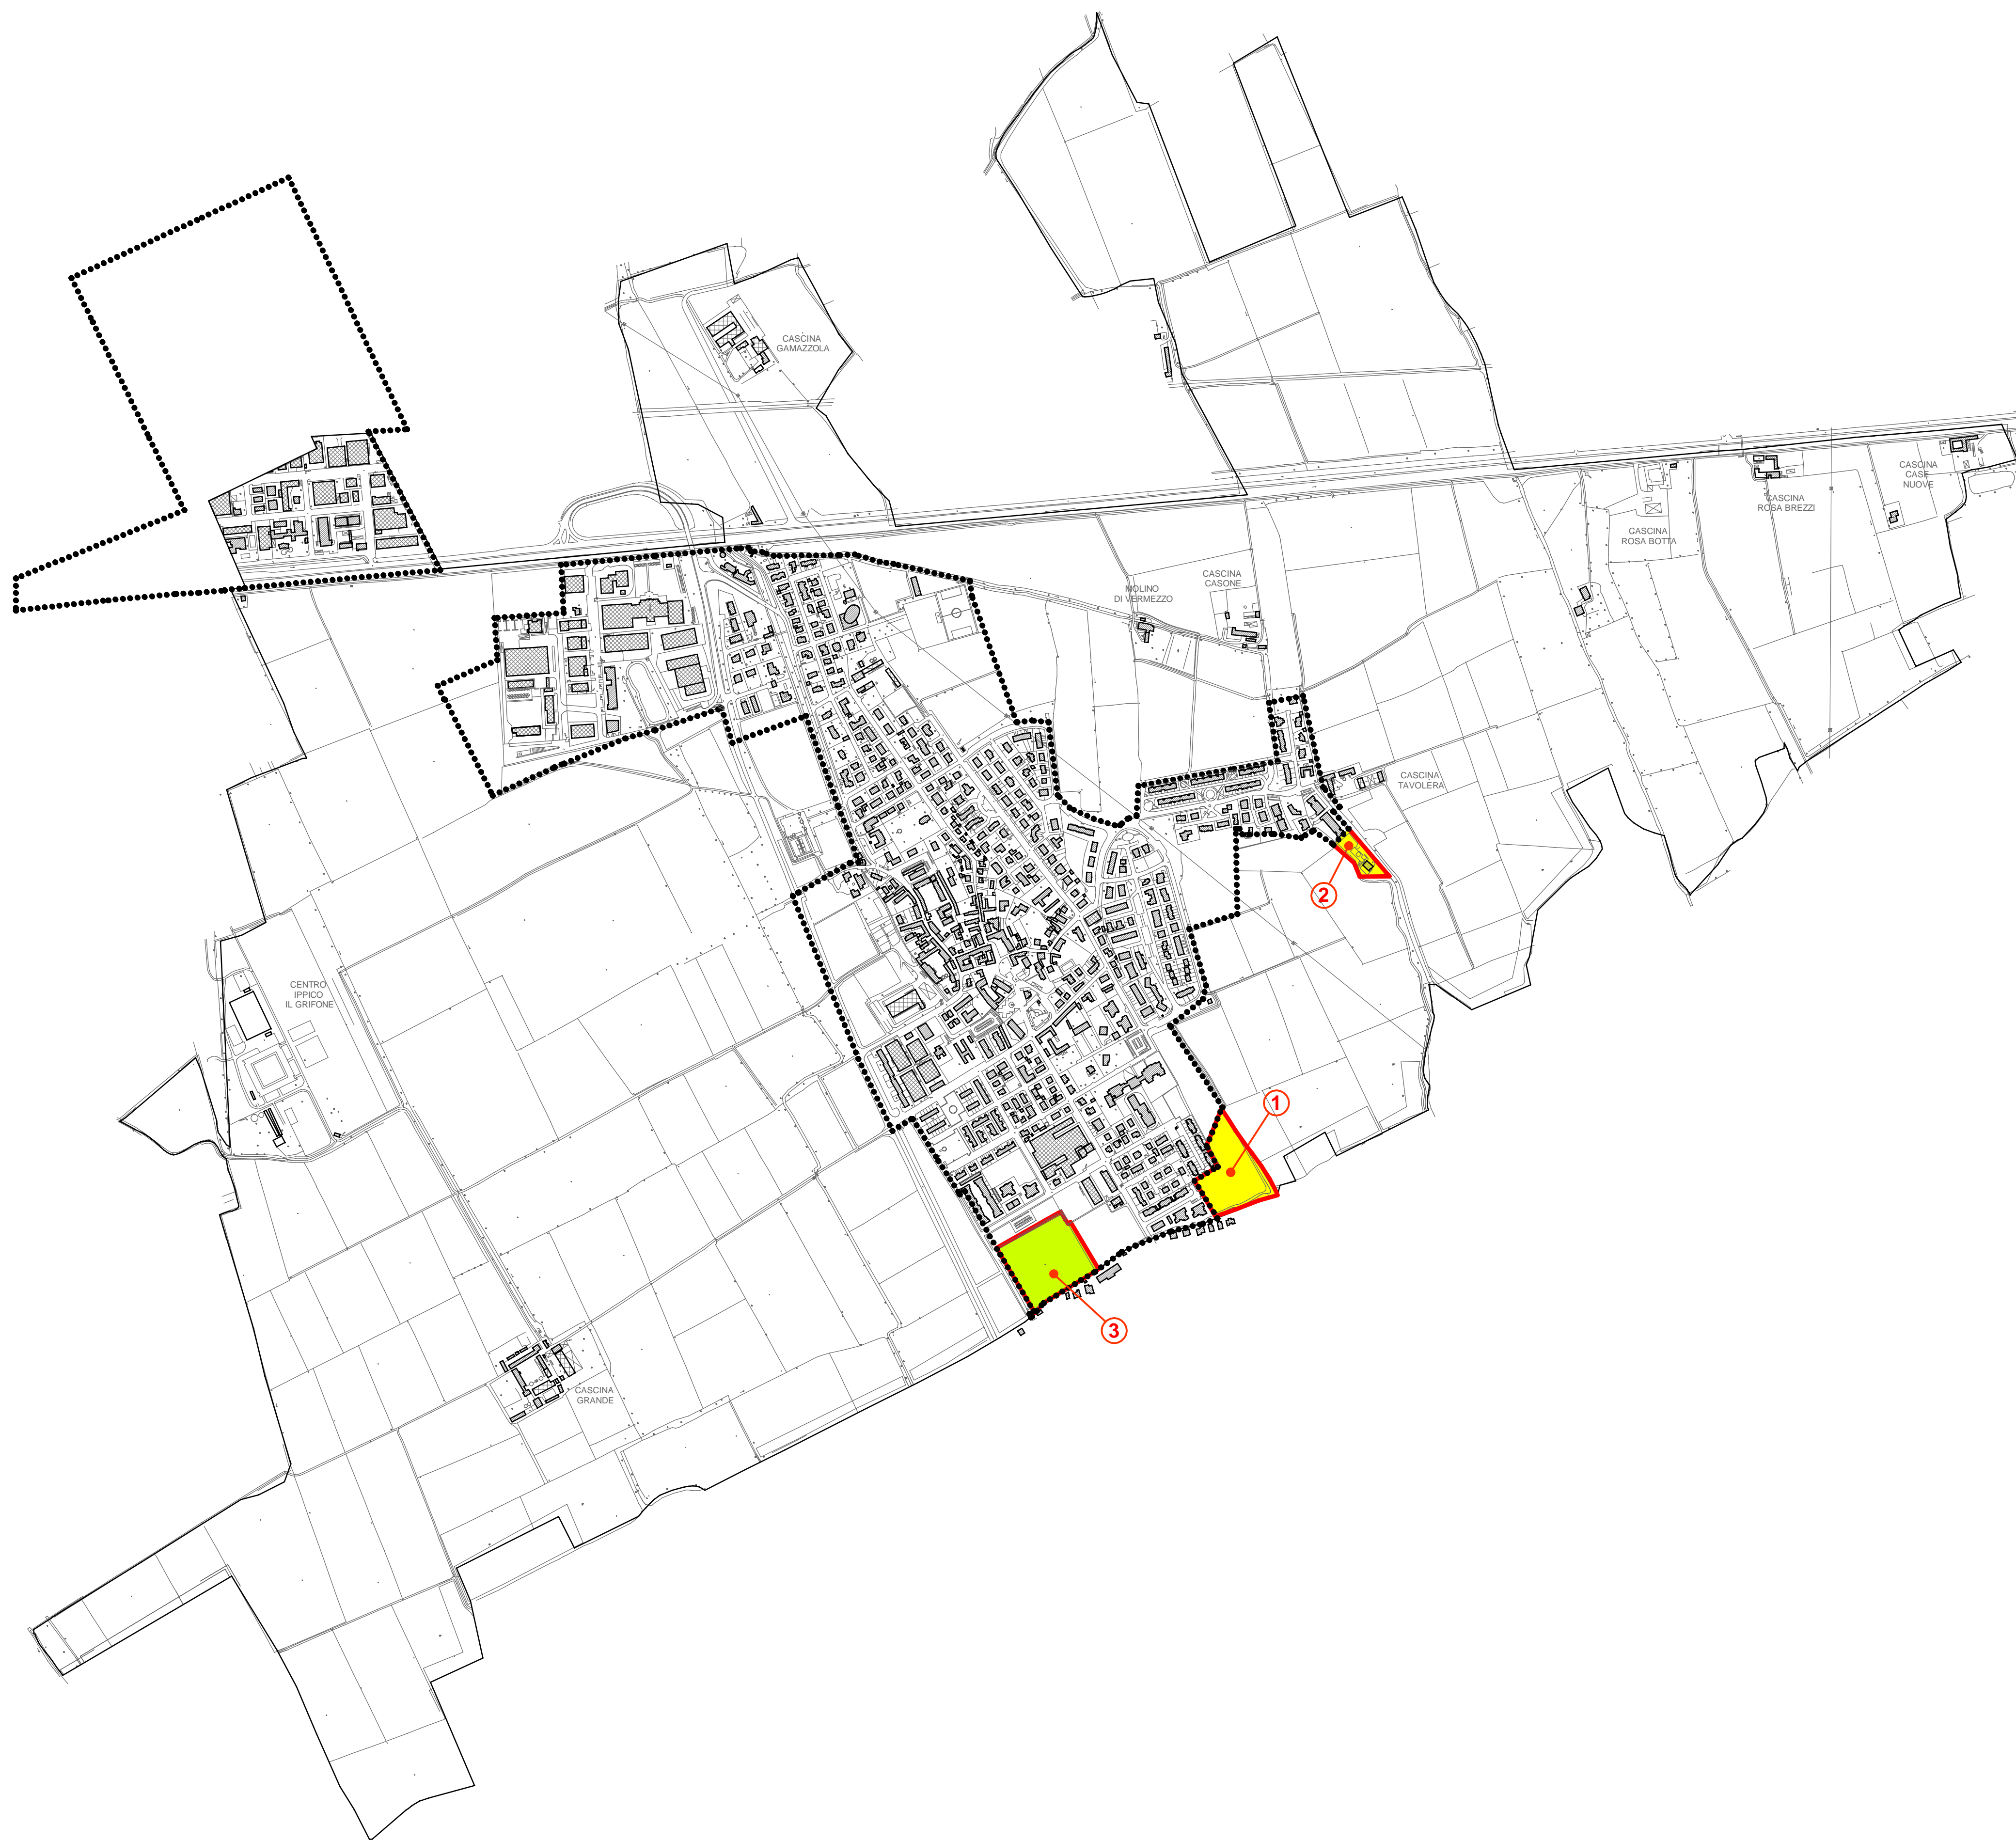 CASCINA
GAMAZZOLA
CASCINA
CASE
NUOVE
CASCINA
ROSA BREZZI
CASCINA
ROSA BOTTA
CASCINA
CASONE
MOLINO
DI VERMEZZO
CASCINA
TAVOLERA
2
CENTRO
IPPICO
IL GRIFONE
1
3
CASCINA
GRANDE